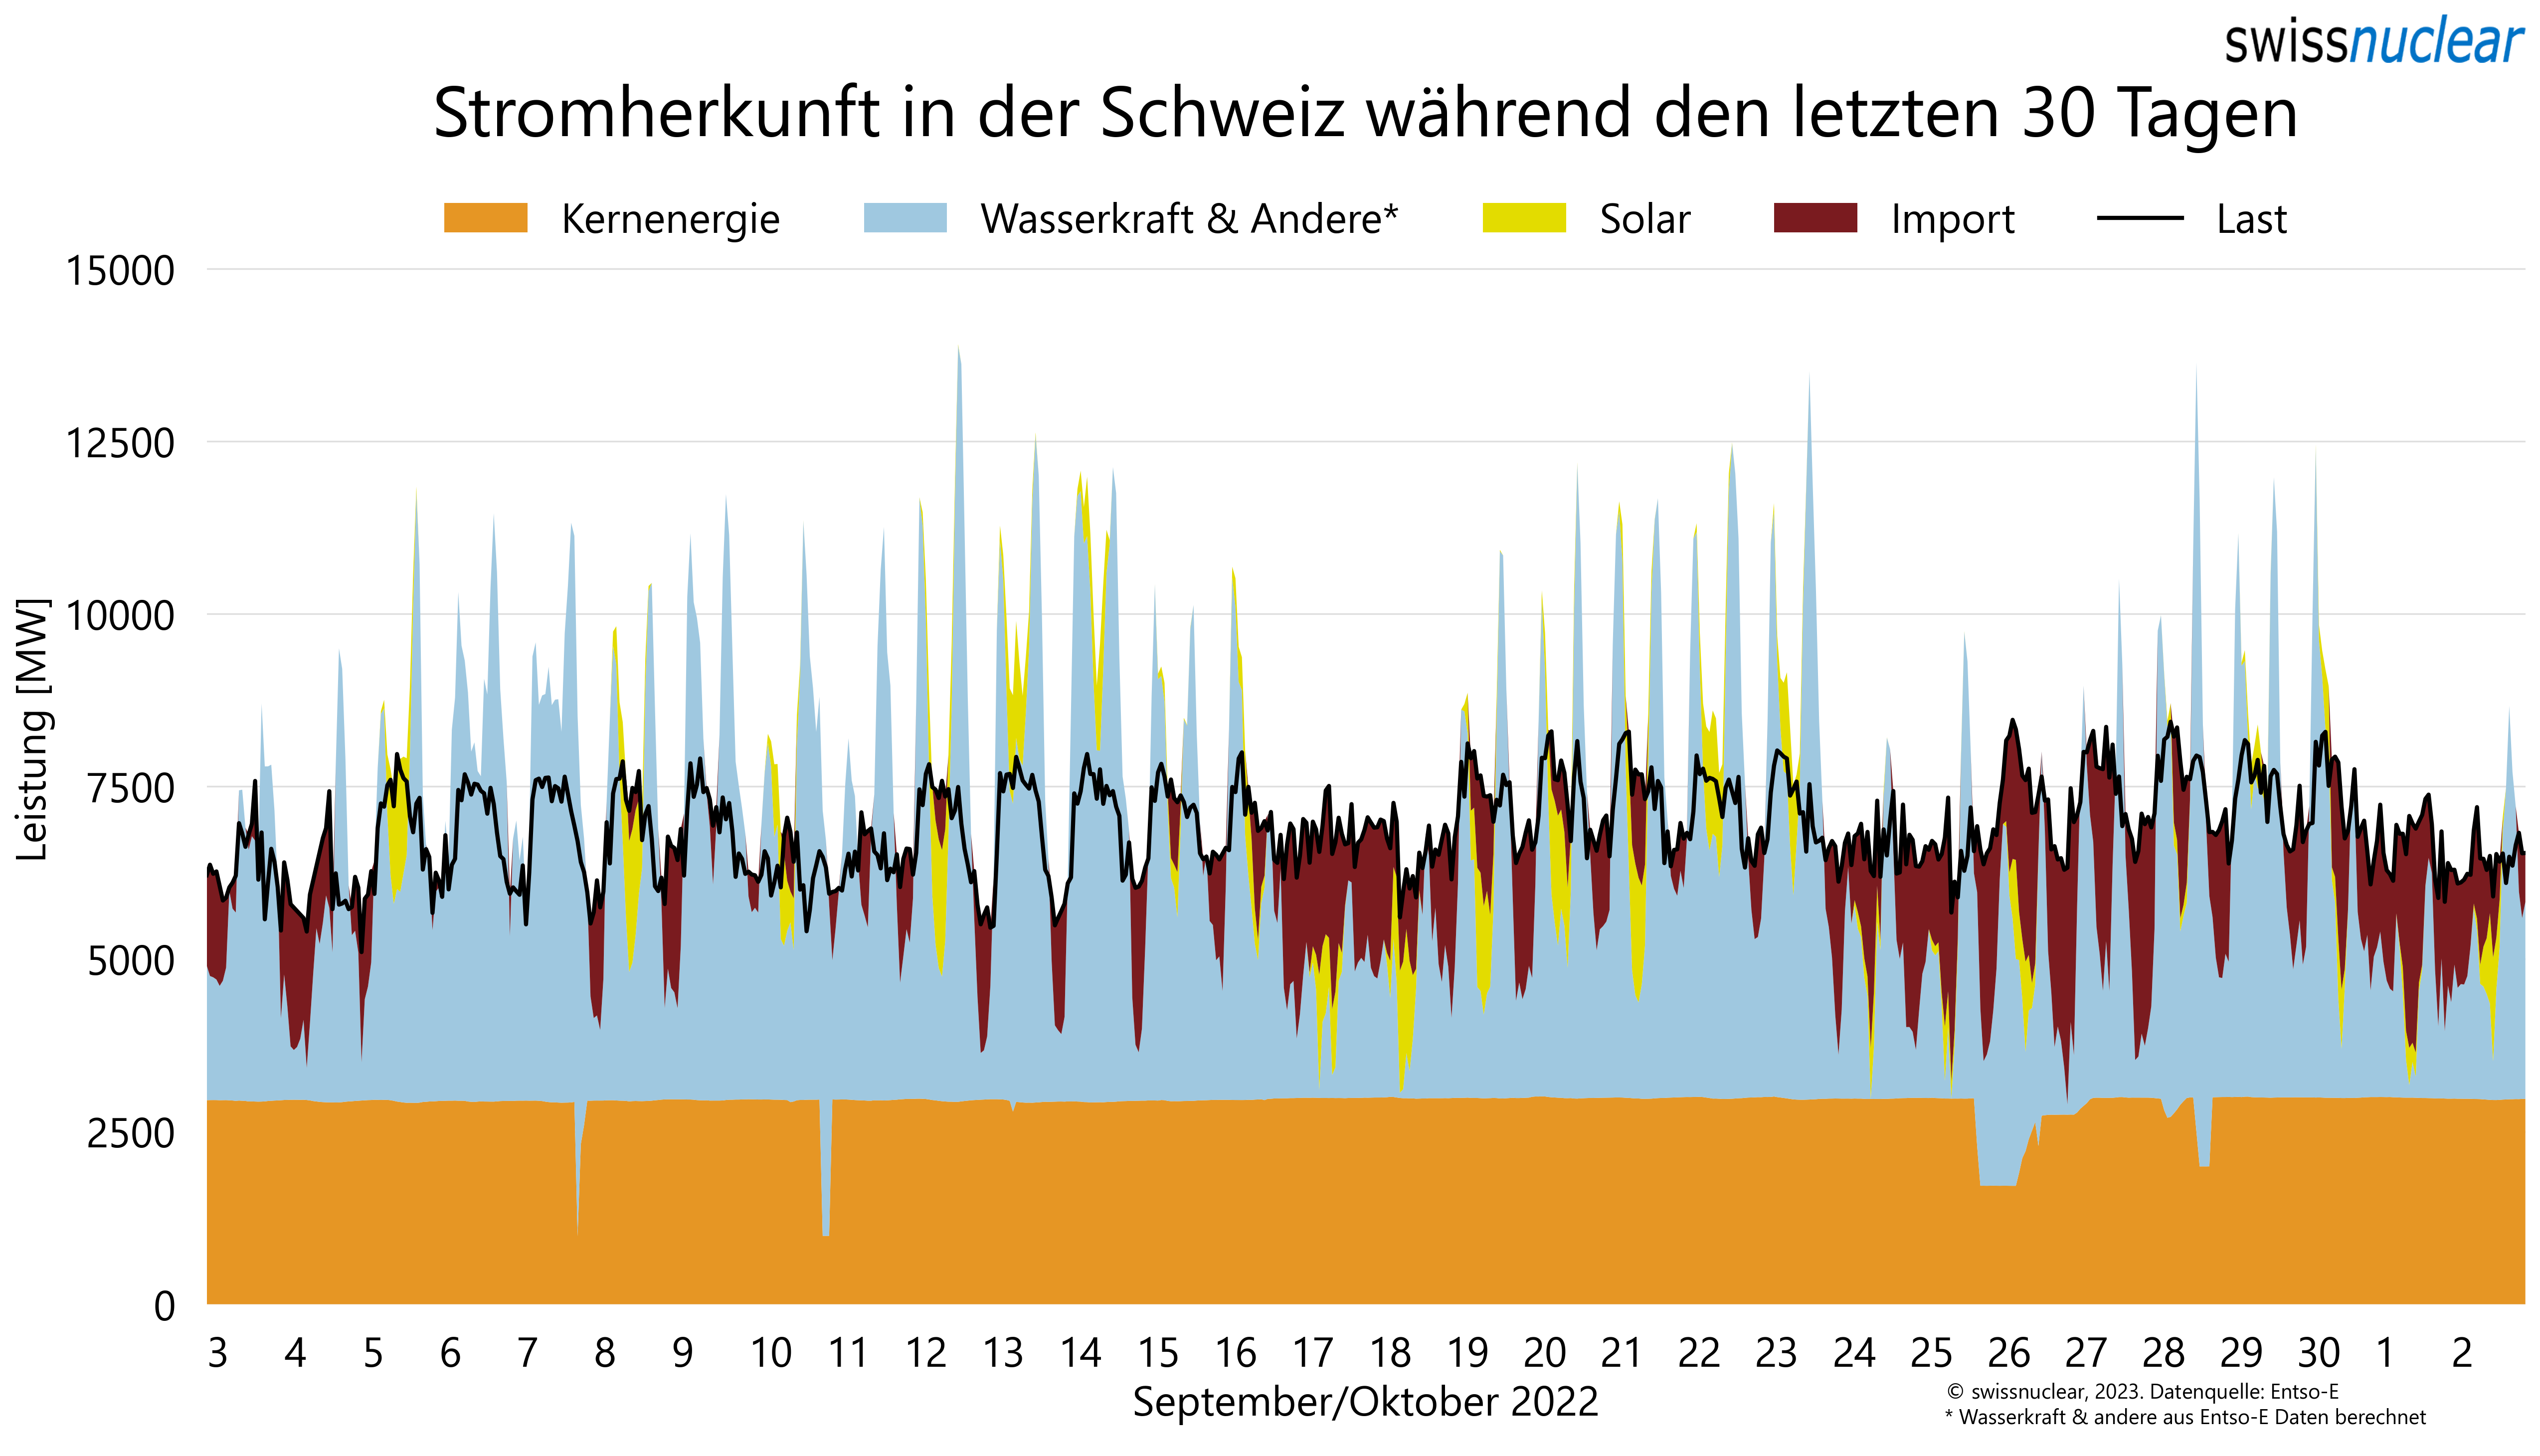 swissnuclear
Stromherkunft in der Schweiz während den letzten 30 Tagen
Kernenergie Wasserkraft & Andere* Solar Import Last
15000
12500
10000
7500
5000
2500
0
Leistung [MW]
3 4 5 6 7 8 9 10 11 12 13 14 15 16 17 18 19 20 21 22 23 24 25 26 27 28 29 30 1 2
September/Oktober 2022
© swissnuclear, 2023. Datenquelle: Entso-E
* Wasserkraft & andere aus Entso-E Daten berechnet